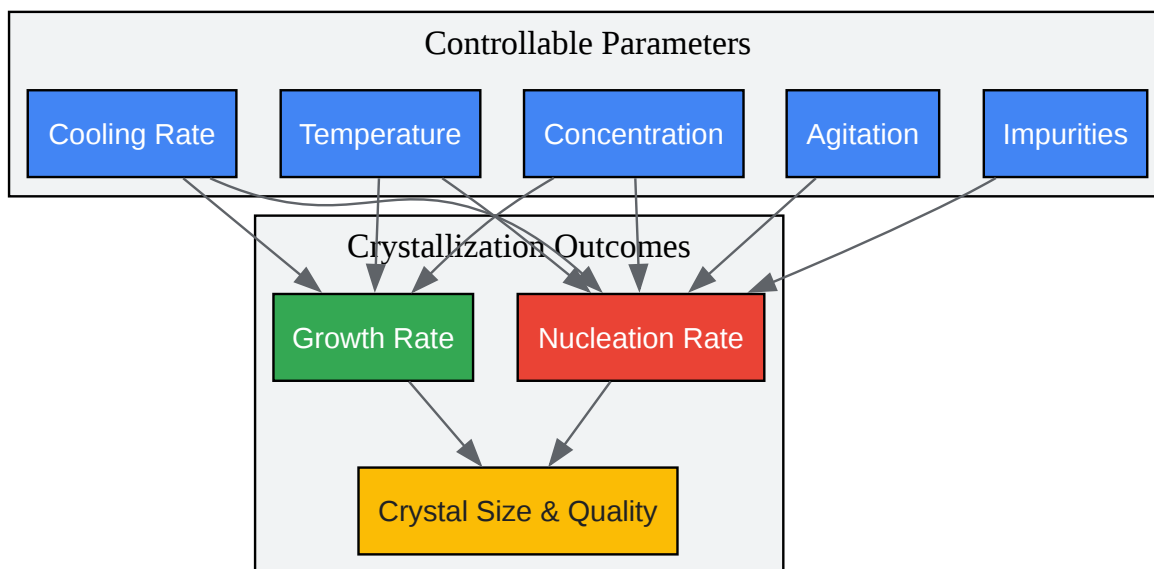 Controllable Parameters
Cooling Rate
Temperature
Concentration
Agitation
Impurities
Crystallization Outcomes
Growth Rate
Nucleation Rate
Crystal Size & Quality